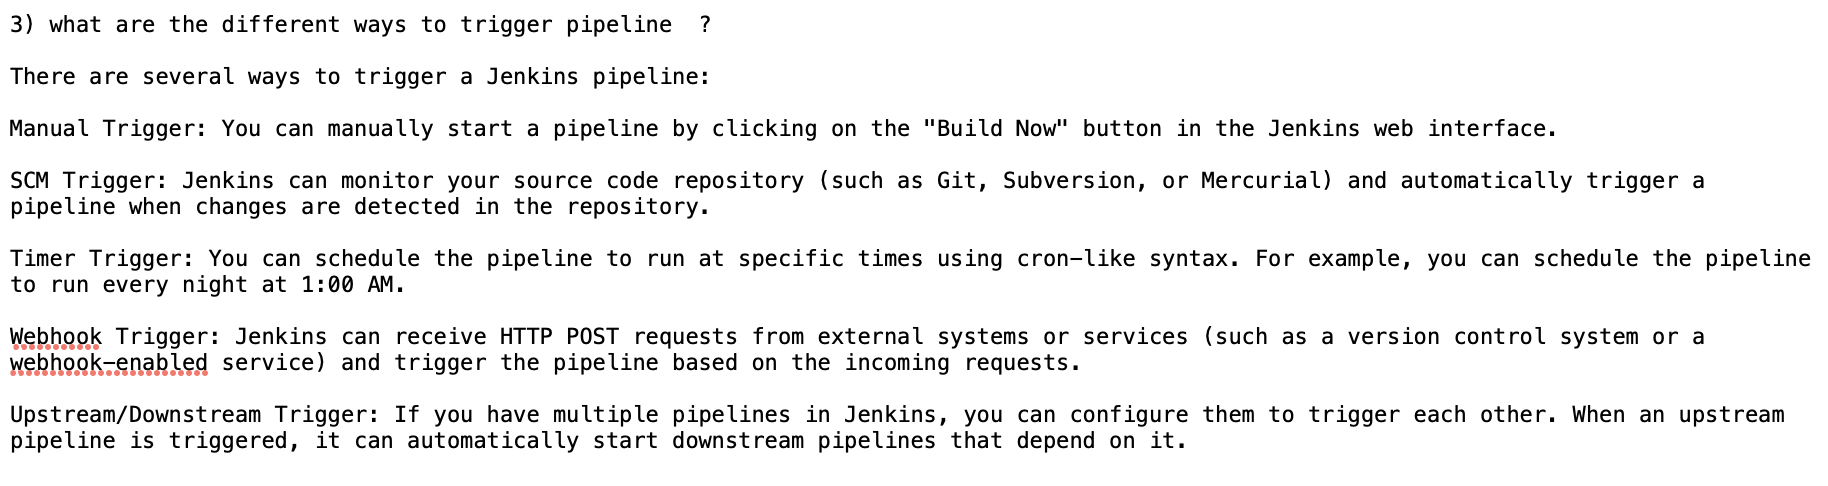 3) what are the different ways to trigger pipeline  ?
There are several ways to trigger a Jenkins pipeline:
Manual Trigger: You can manually start a pipeline by clicking on the "Build Now" button in the Jenkins web interface.
SCM Trigger: Jenkins can monitor your source code repository (such as Git, Subversion, or Mercurial) and automatically trigger a
pipeline when changes are detected in the repository.
Timer Trigger: You can schedule the pipeline to run at specific times using cron-like syntax. For example, you can schedule the pipeline
to run every night at 1:00 AM.
Webhook Trigger: Jenkins can receive HTTP POST requests from external systems or services (such as a version control system or a
webhook-enabled service) and trigger the pipeline based on the incoming requests.
Upstream/Downstream Trigger: If you have multiple pipelines in Jenkins, you can configure them to trigger each other. When an upstream
pipeline is triggered, it can automatically start downstream pipelines that depend on it.